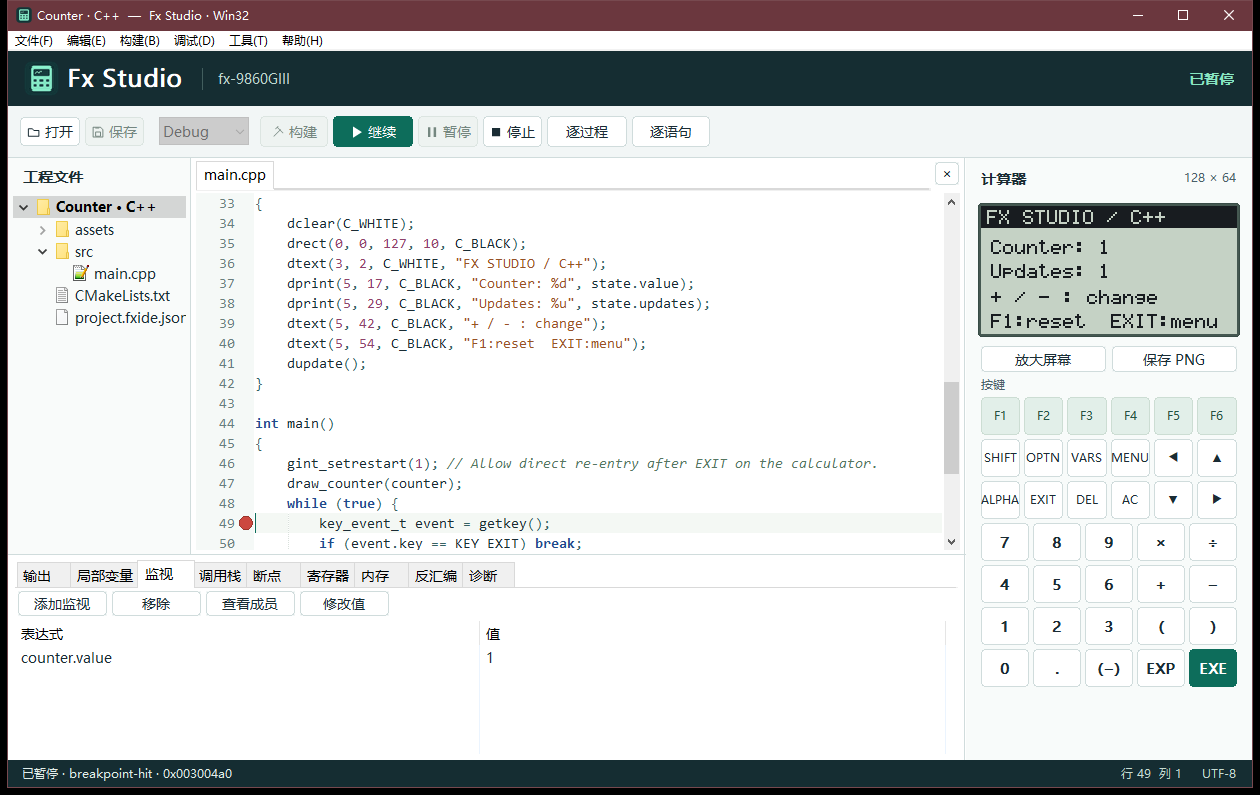 Counter · C++ — Fx Studio · Win32
文件(F) 编辑(E) 构建(B) 调试(D) 工具(T) 帮助(H)
Fx Studio fx-9860GIII 已暂停
打开 保存 Debug 构建 继续 暂停 停止 逐过程 逐语句
工程文件
Counter • C++
assets
src
main.cpp
CMakeLists.txt
project.fxide.jsor
main.cpp ×
33 {
34 dclear(C_WHITE);
35 drect(0, 0, 127, 10, C_BLACK);
36 dtext(3, 2, C_WHITE, "FX STUDIO / C++");
37 dprint(5, 17, C_BLACK, "Counter: %d", state.value);
38 dprint(5, 29, C_BLACK, "Updates: %u", state.updates);
39 dtext(5, 42, C_BLACK, "+ / - : change");
40 dtext(5, 54, C_BLACK, "F1:reset  EXIT:menu");
41 dupdate();
42 }
43
44 int main()
45 {
46 gint_setrestart(1); // Allow direct re-entry after EXIT on the calculator.
47 draw_counter(counter);
48 while (true) {
49 key_event_t event = getkey();
50 if (event.key == KEY_EXIT) break;
输出 局部变量 监视 调用栈 断点 寄存器 内存 反汇编 诊断
添加监视 移除 查看成员 修改值
表达式 值
counter.value 1
计算器 128 × 64
FX STUDIO / C++
Counter: 1
Updates: 1
+ / - : change
F1:reset EXIT:menu
放大屏幕 保存 PNG
按键
F1 F2 F3 F4 F5 F6
SHIFT OPTN VARS MENU ◀ ▲
ALPHA EXIT DEL AC ▼ ▶
7 8 9 × ÷
4 5 6 + −
1 2 3 ( )
0 . (−) EXP EXE
已暂停 · breakpoint-hit · 0x003004a0 行 49 列 1 UTF-8